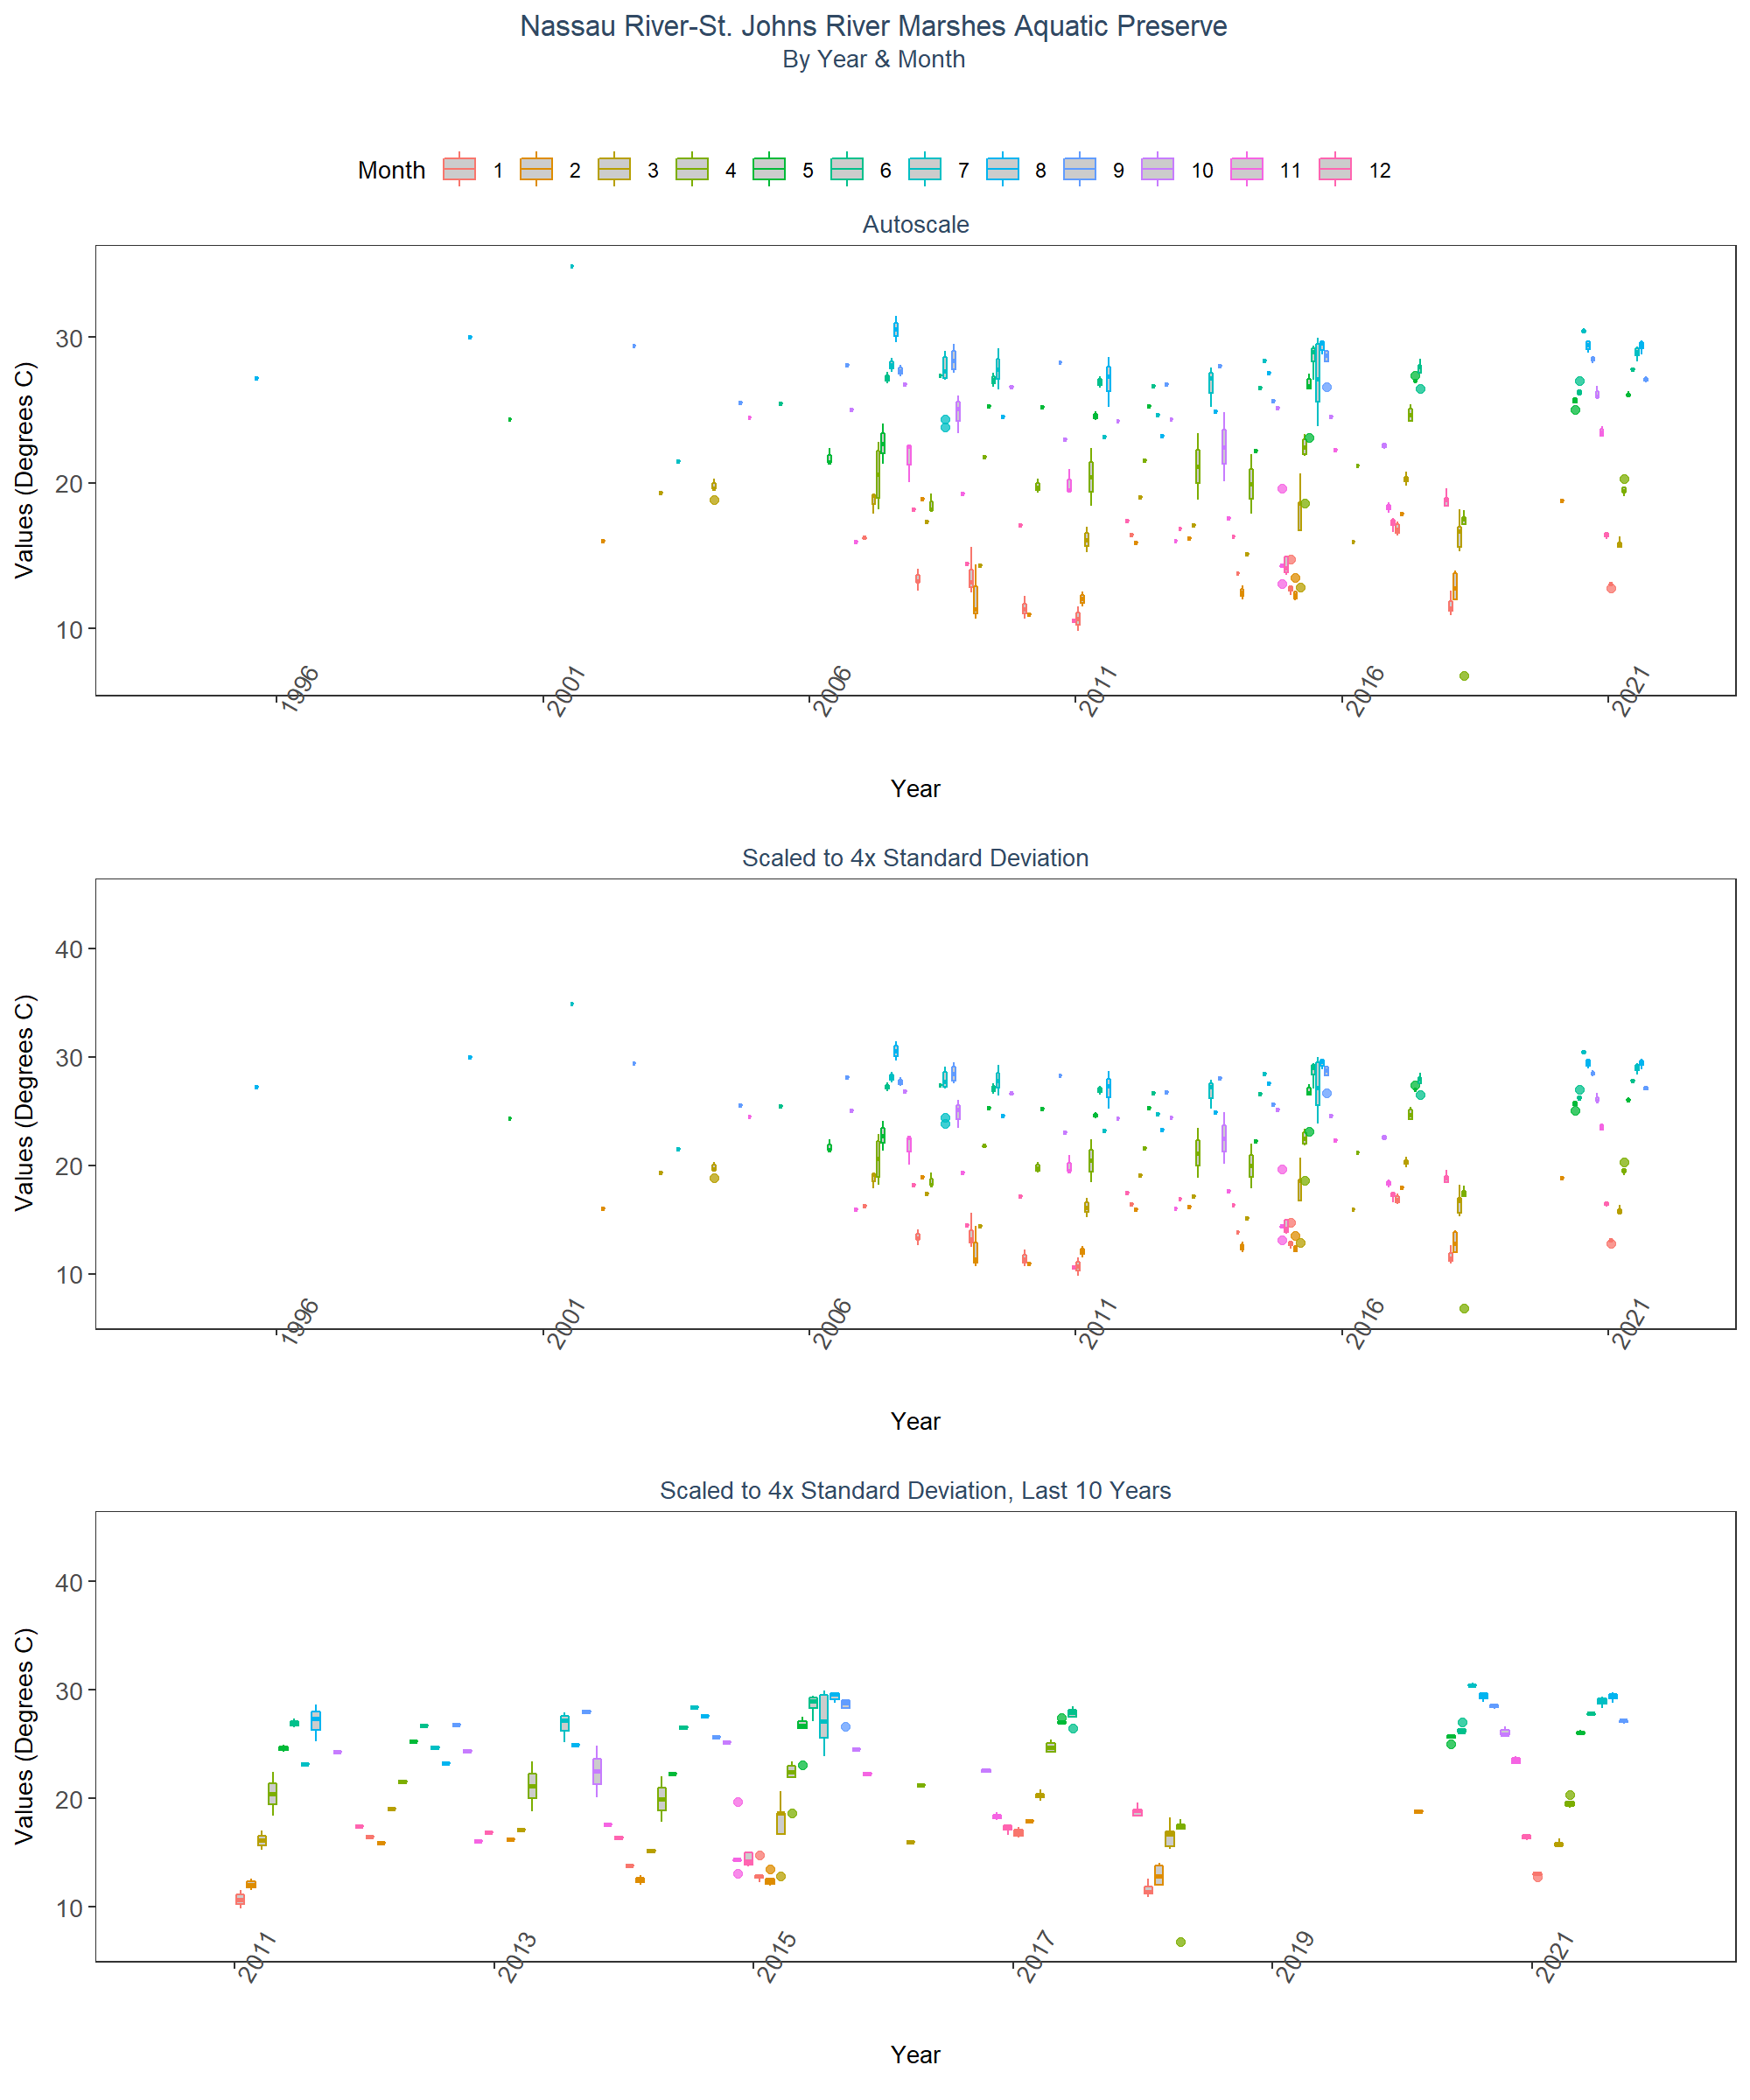 Nassau River-St. Johns River Marshes Aquatic Preserve
By Year & Month
Month 1 2 3 4 5 6 7 8 9 10 11 12
Autoscale
Values (Degrees C)
30
20
10
1996 2001 2006 2011 2016 2021
Year
Scaled to 4x Standard Deviation
Values (Degrees C)
40
30
20
10
1996 2001 2006 2011 2016 2021
Year
Scaled to 4x Standard Deviation, Last 10 Years
Values (Degrees C)
40
30
20
10
2011 2013 2015 2017 2019 2021
Year